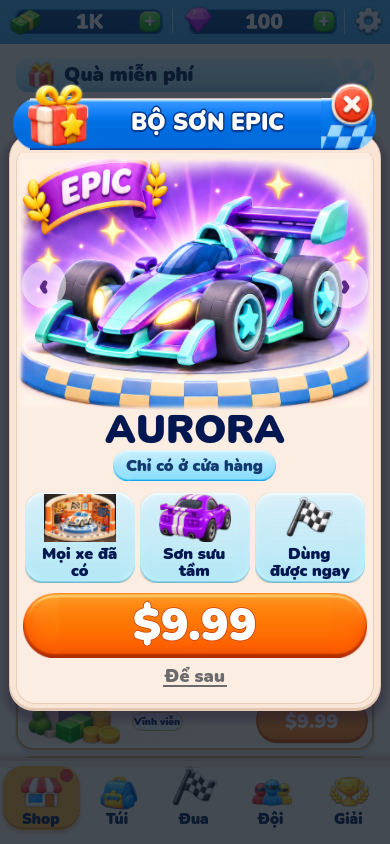 1K
100
Quà miễn phí
BỘ SƠN EPIC
EPIC
AURORA
Chỉ có ở cửa hàng
Mọi xe đã
có
Sơn sưu
tầm
Dùng
được ngay
$9.99
Để sau
Vĩnh viễn
$9.99
Shop
Túi
Đua
Đội
Giải